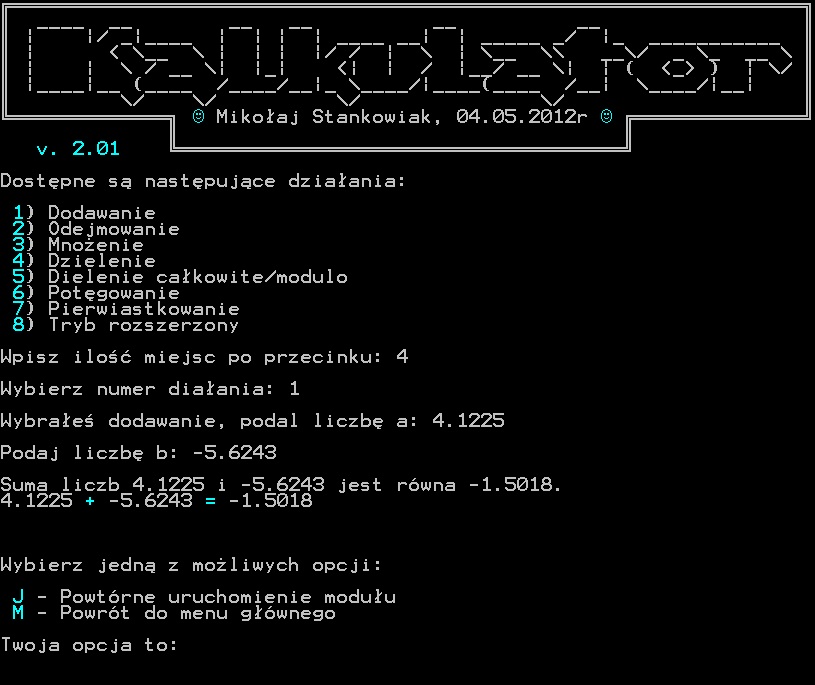 Kalkulator
☺ Mikołaj Stankowiak, 04.05.2012r ☺
v. 2.01
Dostępne są następujące działania:
1) Dodawanie
2) Odejmowanie
3) Mnożenie
4) Dzielenie
5) Dielenie całkowite/modulo
6) Potęgowanie
7) Pierwiastkowanie
8) Tryb rozszerzony
Wpisz ilość miejsc po przecinku: 4
Wybierz numer diałania: 1
Wybrałeś dodawanie, podal liczbę a: 4.1225
Podaj liczbę b: -5.6243
Suma liczb 4.1225 i -5.6243 jest równa -1.5018.
4.1225 + -5.6243 = -1.5018
Wybierz jedną z możliwych opcji:
J - Powtórne uruchomienie modułu
M - Powrót do menu głównego
Twoja opcja to: